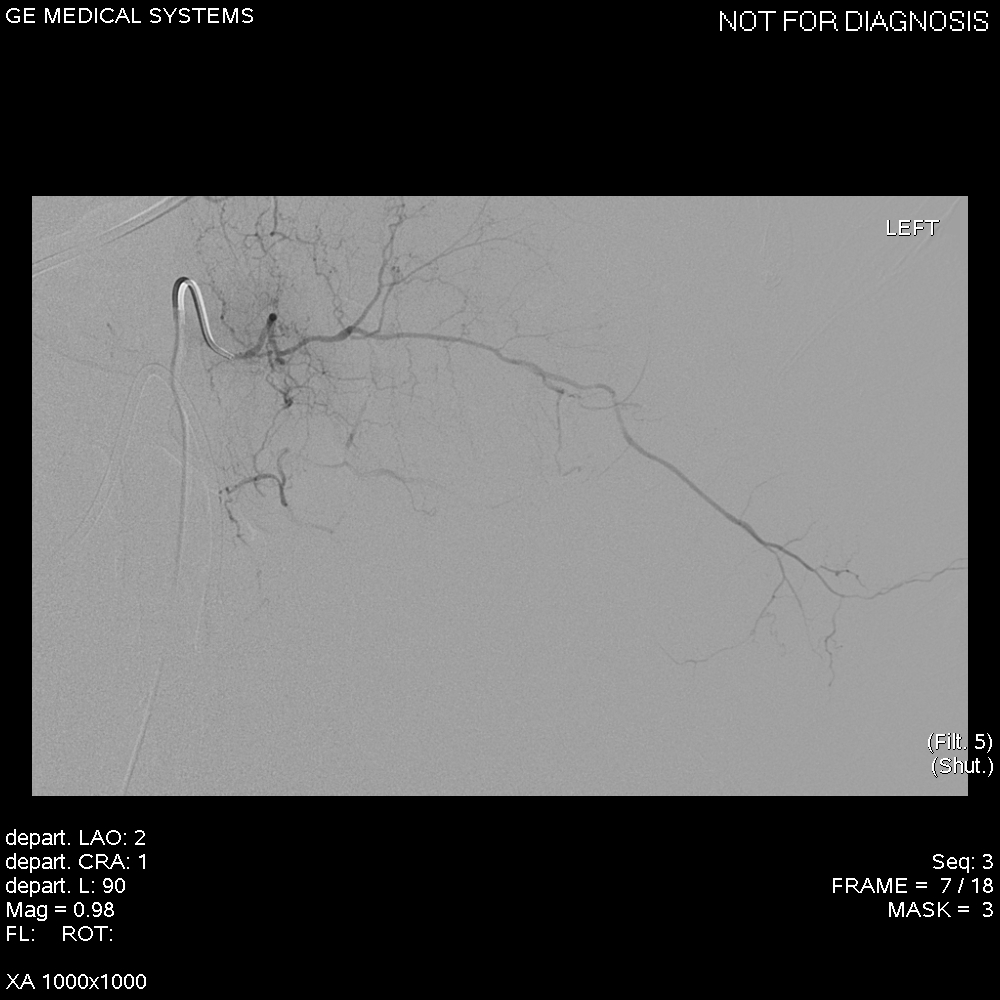 GE MEDICAL SYSTEMS
NOT FOR DIAGNOSIS
LEFT
(Filt. 5)
(Shut.)
depart. LAO: 2
depart. CRA: 1
depart. L: 90
Mag = 0.98
FL: ROT:
XA 1000x1000
Seq: 3
FRAME = 7 / 18
MASK = 3